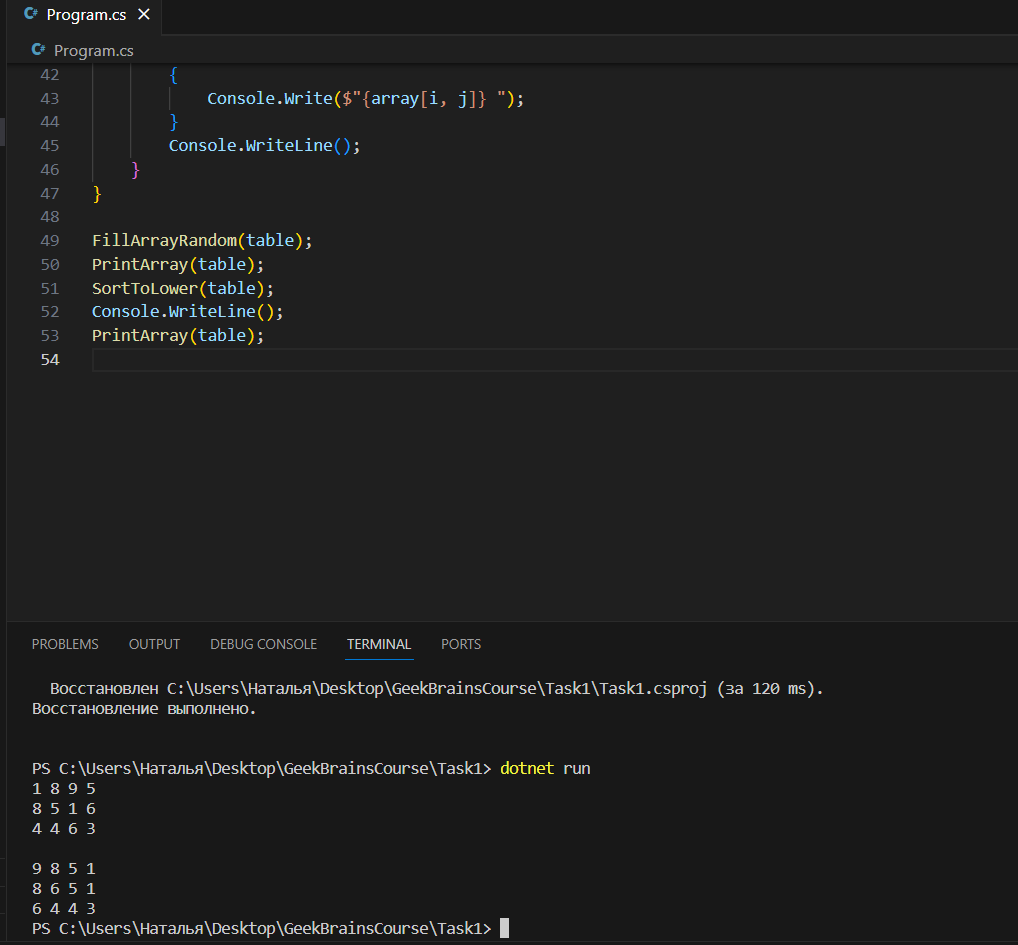 C# Program.cs ×
C# Program.cs
42 {
43 Console.Write($"{array[i, j]} ");
44 }
45 Console.WriteLine();
46 }
47 }
48
49 FillArrayRandom(table);
50 PrintArray(table);
51 SortToLower(table);
52 Console.WriteLine();
53 PrintArray(table);
54
PROBLEMS OUTPUT DEBUG CONSOLE TERMINAL PORTS
Восстановлен C:\Users\Наталья\Desktop\GeekBrainsCourse\Task1\Task1.csproj (за 120 ms).
Восстановление выполнено.
PS C:\Users\Наталья\Desktop\GeekBrainsCourse\Task1> dotnet run
1 8 9 5
8 5 1 6
4 4 6 3
9 8 5 1
8 6 5 1
6 4 4 3
PS C:\Users\Наталья\Desktop\GeekBrainsCourse\Task1>